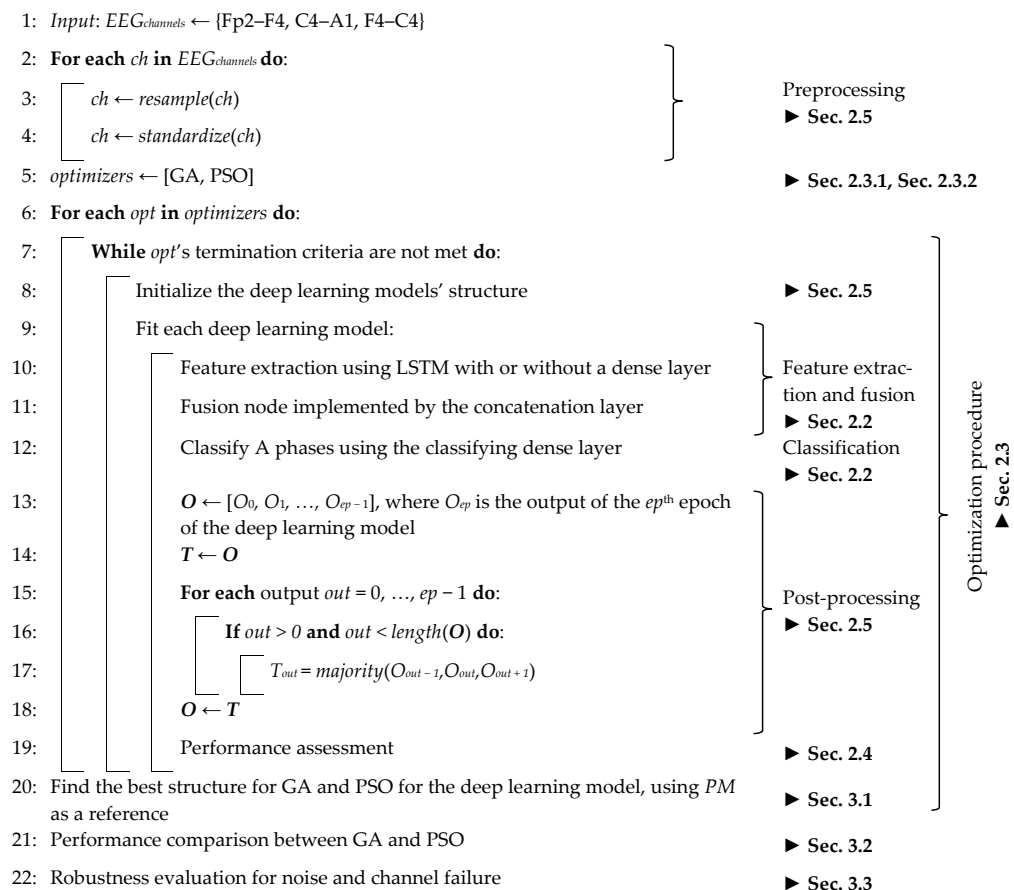 1: Input: EEGchannels ← {Fp2–F4, C4–A1, F4–C4}
2: For each ch in EEGchannels do:
3: ch ← resample(ch)
4: ch ← standardize(ch)
Preprocessing
► Sec. 2.5
5: optimizers ← [GA, PSO]
► Sec. 2.3.1, Sec. 2.3.2
6: For each opt in optimizers do:
7: While opt's termination criteria are not met do:
8: Initialize the deep learning models' structure
► Sec. 2.5
9: Fit each deep learning model:
10: Feature extraction using LSTM with or without a dense layer
11: Fusion node implemented by the concatenation layer
Feature extrac-
tion and fusion
► Sec. 2.2
12: Classify A phases using the classifying dense layer
Classification
► Sec. 2.2
13: O ← [O0, O1, …, Oep − 1], where Oep is the output of the epth epoch
of the deep learning model
14: T ← O
15: For each output out = 0, …, ep − 1 do:
16: If out > 0 and out < length(O) do:
17: Tout = majority(Oout − 1,Oout,Oout + 1)
18: O ← T
Post-processing
► Sec. 2.5
19: Performance assessment
► Sec. 2.4
20: Find the best structure for GA and PSO for the deep learning model, using PM
as a reference
► Sec. 3.1
Optimization procedure
► Sec. 2.3
21: Performance comparison between GA and PSO
► Sec. 3.2
22: Robustness evaluation for noise and channel failure
► Sec. 3.3